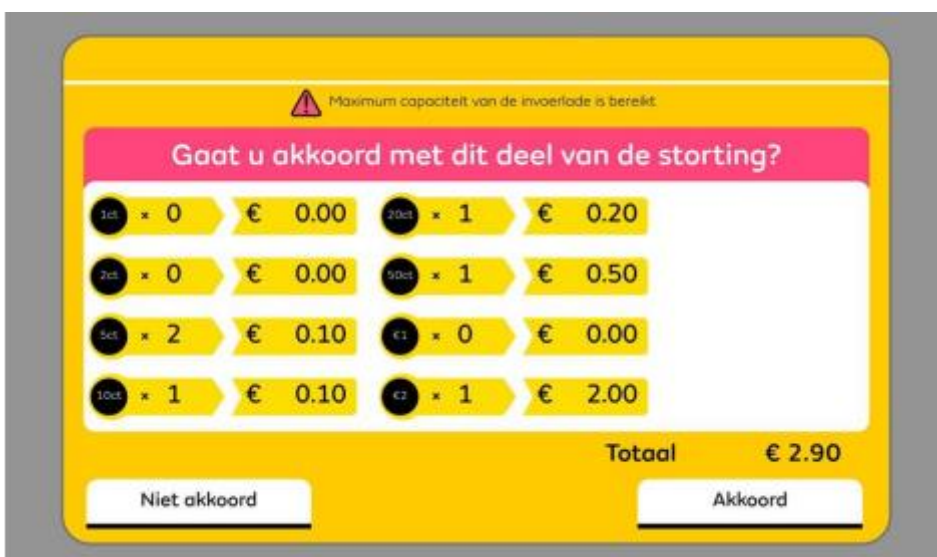 Maximum capaciteit van de invoerlade is bereikt
Gaat u akkoord met dit deel van de storting?
1ct × 0 € 0.00 20ct × 1 € 0.20
2ct × 0 € 0.00 50ct × 1 € 0.50
5ct × 2 € 0.10 €1 × 0 € 0.00
10ct × 1 € 0.10 €2 × 1 € 2.00
Totaal € 2.90
Niet akkoord Akkoord